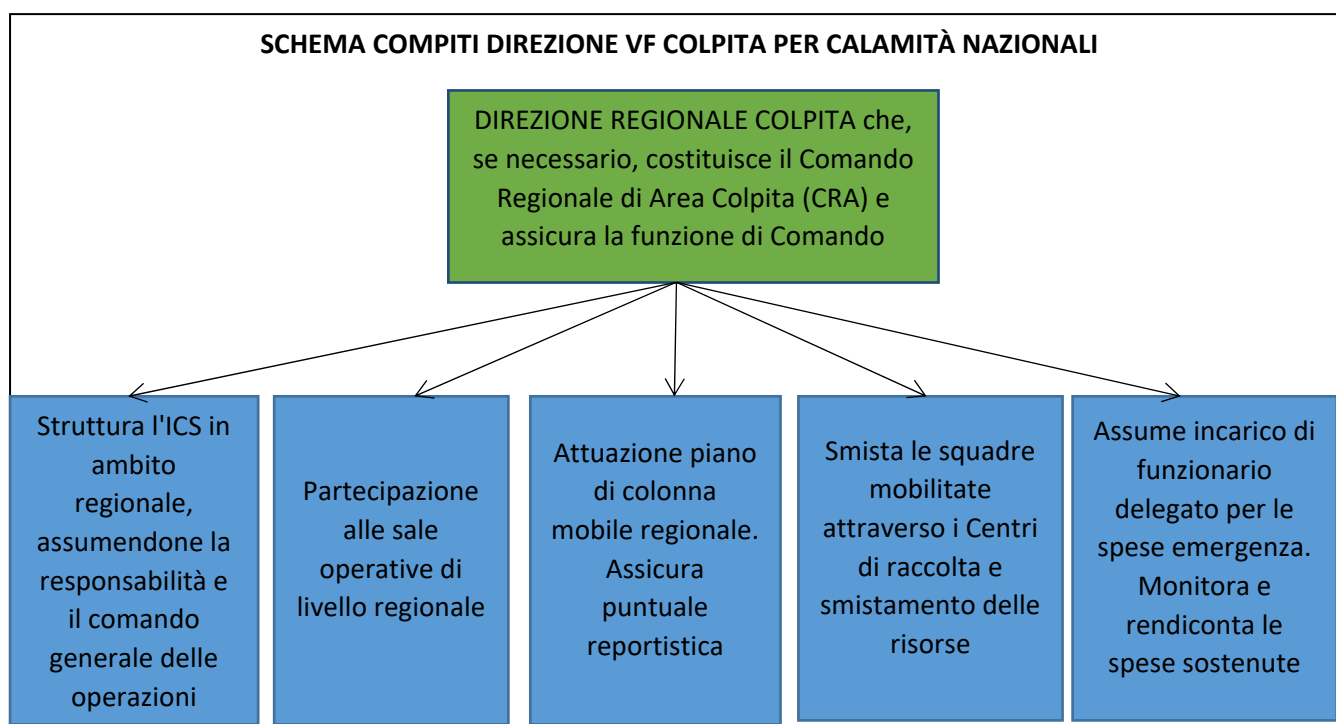 SCHEMA COMPITI DIREZIONE VF COLPITA PER CALAMITÀ NAZIONALI
DIREZIONE REGIONALE COLPITA che,
se necessario, costituisce il Comando
Regionale di Area Colpita (CRA) e
assicura la funzione di Comando
Struttura l'ICS in
ambito
regionale,
assumendone la
responsabilità e
il comando
generale delle
operazioni
Partecipazione
alle sale
operative di
livello regionale
Attuazione piano
di colonna
mobile regionale.
Assicura
puntuale
reportistica
Smista le squadre
mobilitate
attraverso i Centri
di raccolta e
smistamento delle
risorse
Assume incarico di
funzionario
delegato per le
spese emergenza.
Monitora e
rendiconta le
spese sostenute